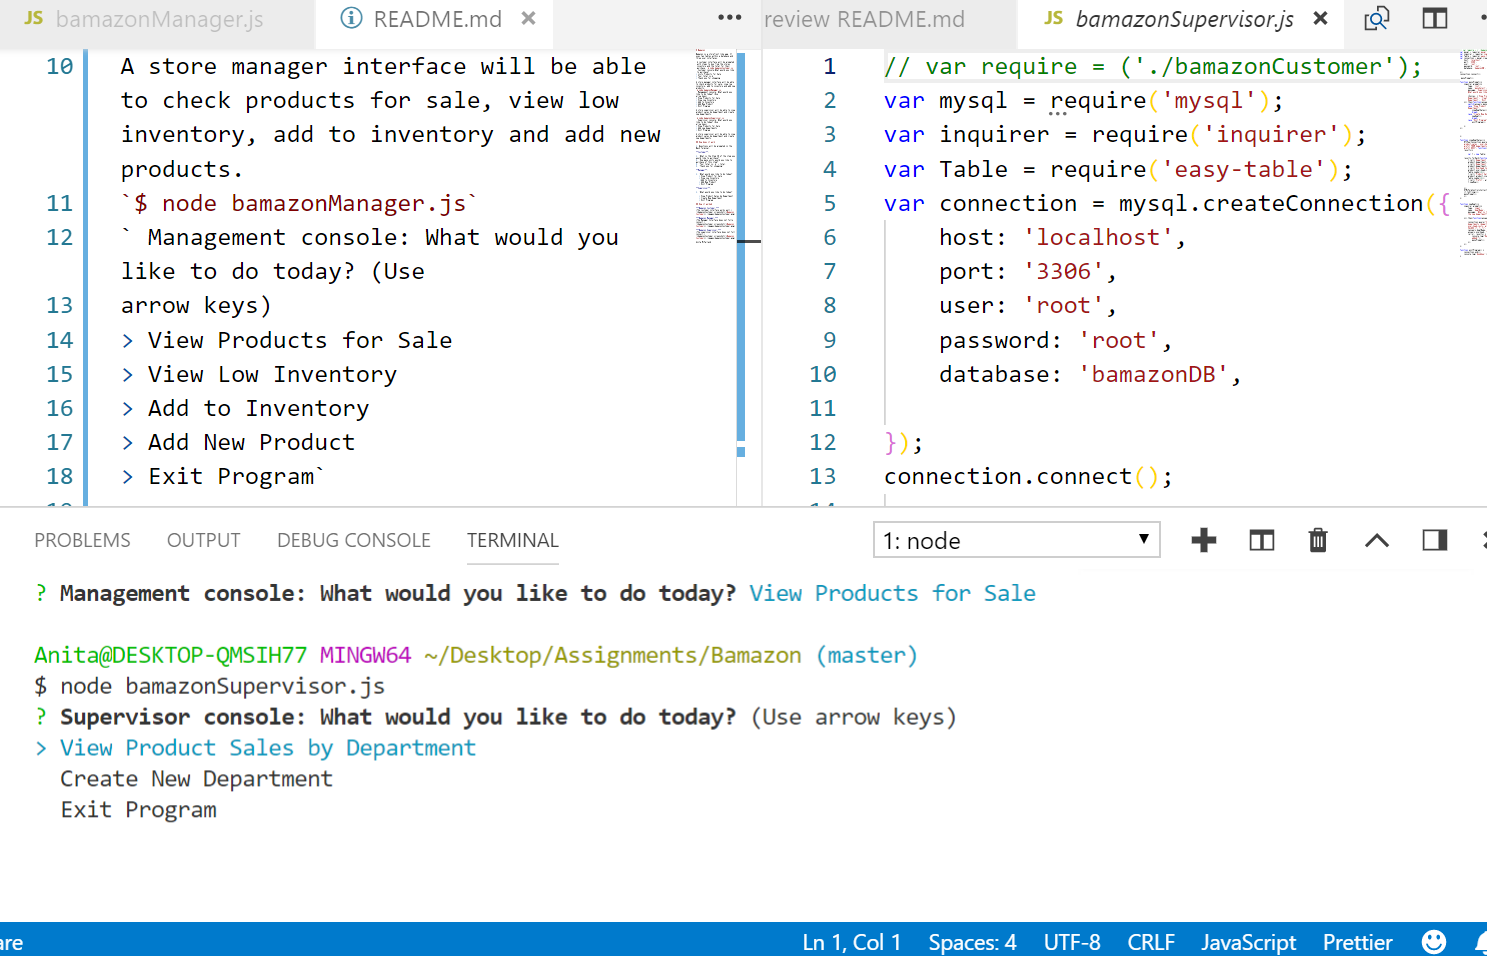 JS bamazonManager.js
README.md
review README.md
JS bamazonSupervisor.js
10 A store manager interface will be able
to check products for sale, view low
inventory, add to inventory and add new
products.
11 `$ node bamazonManager.js`
12 ` Management console: What would you
like to do today? (Use
13 arrow keys)
14 > View Products for Sale
15 > View Low Inventory
16 > Add to Inventory
17 > Add New Product
18 > Exit Program`
1 // var require = ('./bamazonCustomer');
2 var mysql = require('mysql');
3 var inquirer = require('inquirer');
4 var Table = require('easy-table');
5 var connection = mysql.createConnection({
6 host: 'localhost',
7 port: '3306',
8 user: 'root',
9 password: 'root',
10 database: 'bamazonDB',
11
12 });
13 connection.connect();
PROBLEMS OUTPUT DEBUG CONSOLE TERMINAL
1: node
? Management console: What would you like to do today? View Products for Sale
Anita@DESKTOP-QMSIH77 MINGW64 ~/Desktop/Assignments/Bamazon (master)
$ node bamazonSupervisor.js
? Supervisor console: What would you like to do today? (Use arrow keys)
> View Product Sales by Department
Create New Department
Exit Program
are Ln 1, Col 1 Spaces: 4 UTF-8 CRLF JavaScript Prettier